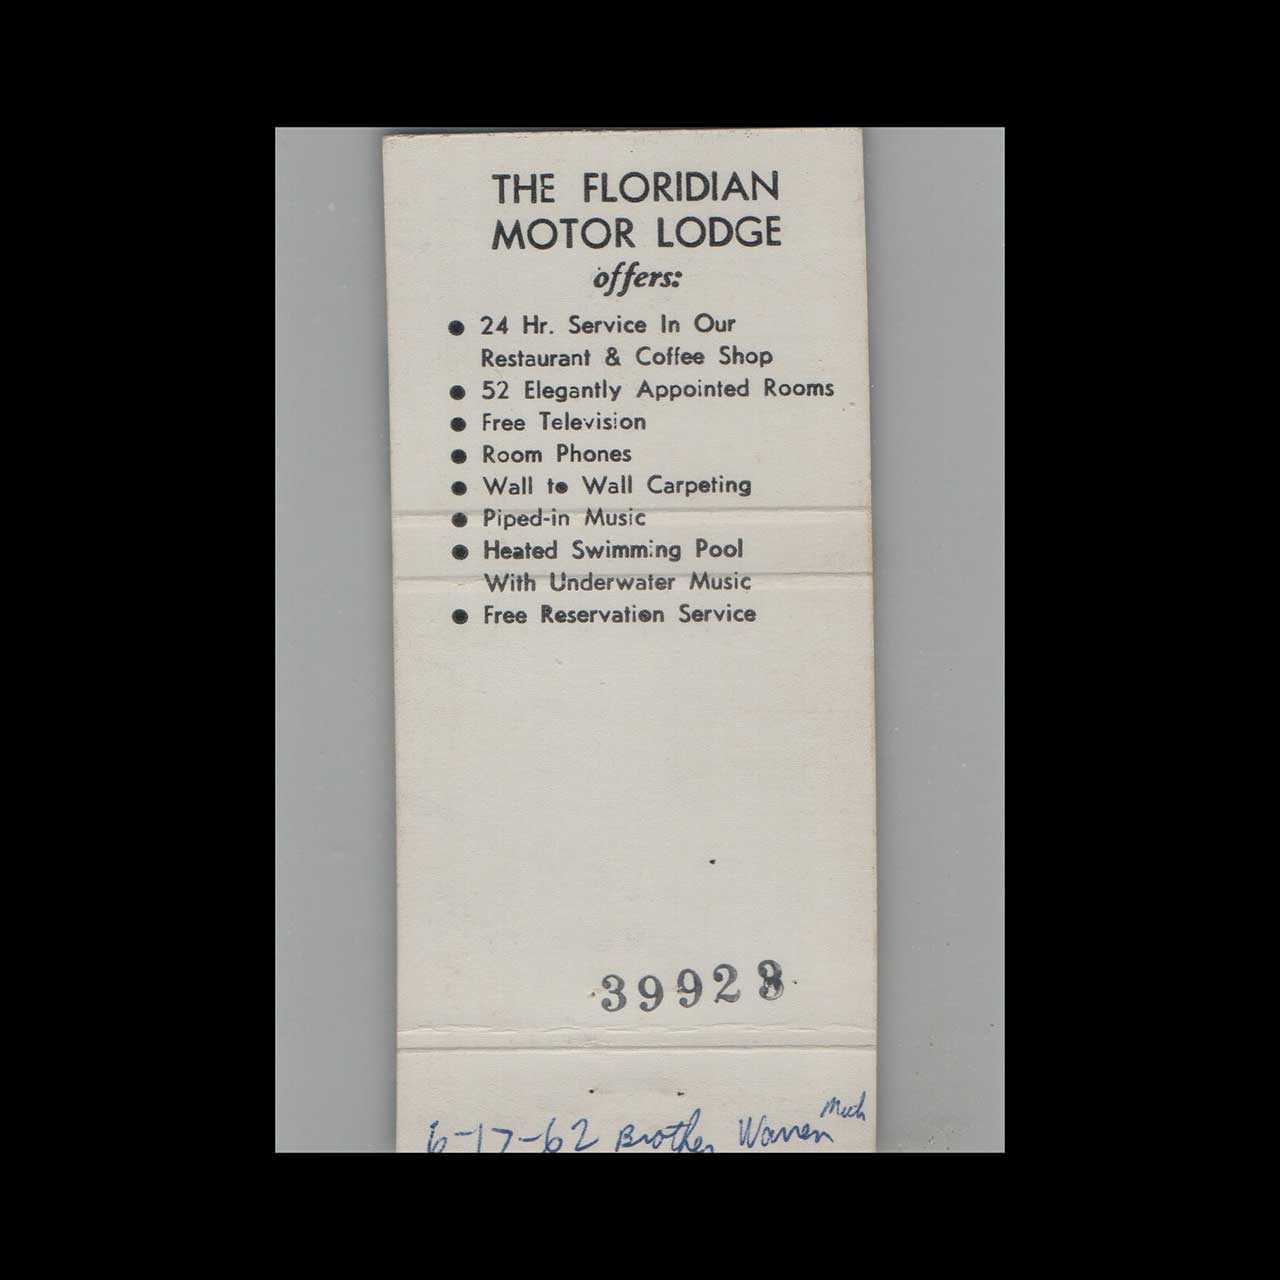 THE FLORIDIAN
MOTOR LODGE
offers:
● 24 Hr. Service In Our
Restaurant & Coffee Shop
● 52 Elegantly Appointed Rooms
● Free Television
● Room Phones
● Wall to Wall Carpeting
● Piped-in Music
● Heated Swimming Pool
With Underwater Music
● Free Reservation Service
3992
6-17-62 Brother Warren